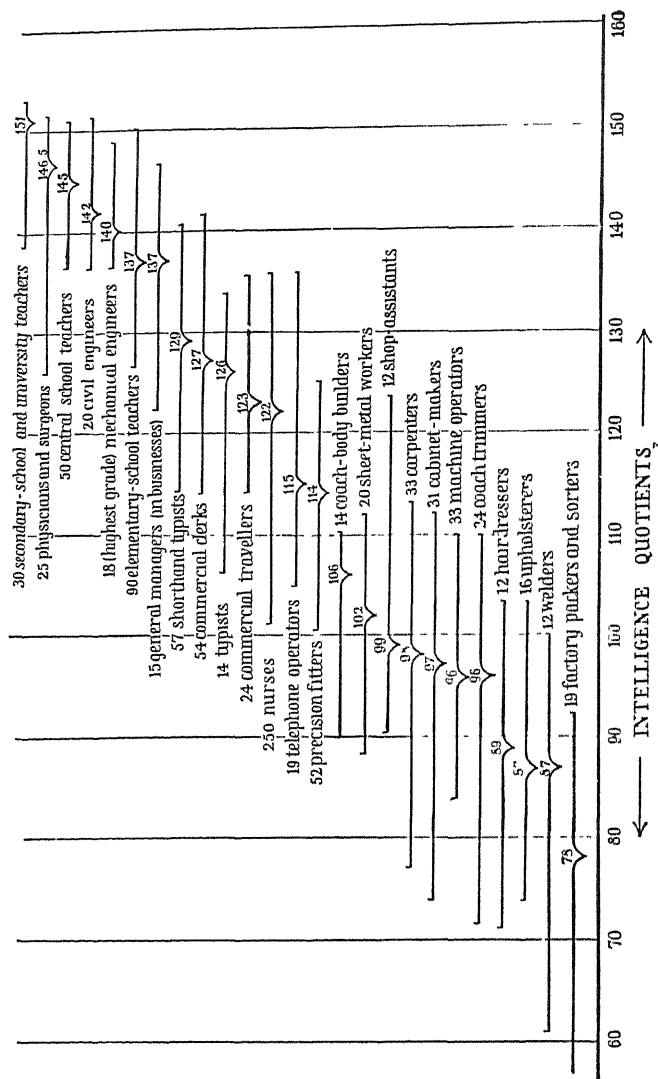 30 secondary-school and university teachers
151
25 physicians and surgeons
146 5
50 central school teachers
145
20 civil engineers
142
18 (highest grade) mechanical engineers
140
90 elementary-school teachers
137
15 general managers (in businesses)
137
57 shorthand typists
129
54 commercial clerks
127
14 typists
126
24 commercial travellers
123
250 nurses
122
19 telephone operators
115
52 precision fitters
114
14 coach-body builders
106
20 sheet-metal workers
102
12 shop-assistants
99
33 carpenters
98
31 cabinet-makers
97
33 machine operators
96
24 coach trimmers
96
12 hairdressers
89
16 upholsterers
12 welders
87
19 factory packers and sorters
78
60 70 80 90 100 110 120 130 140 150 160
INTELLIGENCE QUOTIENTS